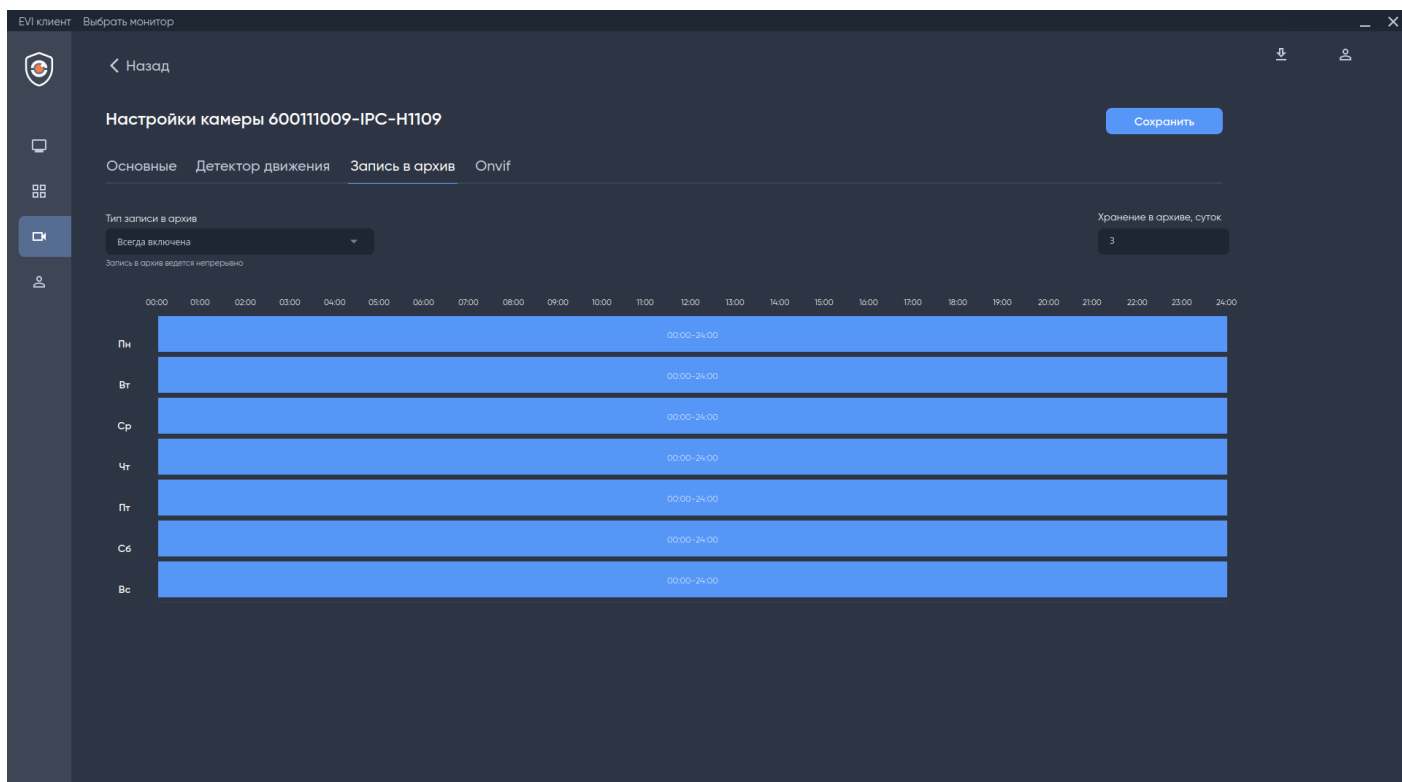 EVI клиент Выбрать монитор
Назад
Настройки камеры 600111009-IPC-H1109
Сохранить
Основные Детектор движения Запись в архив Onvif
Тип записи в архив
Хранение в архиве, суток
Всегда включена
3
Запись в архив ведется непрерывно
00:00 01:00 02:00 03:00 04:00 05:00 06:00 07:00 08:00 09:00 10:00 11:00 12:00 13:00 14:00 15:00 16:00 17:00 18:00 19:00 20:00 21:00 22:00 23:00 24:00
Пн 00:00-24:00
Вт 00:00-24:00
Ср 00:00-24:00
Чт 00:00-24:00
Пт 00:00-24:00
Сб 00:00-24:00
Вс 00:00-24:00